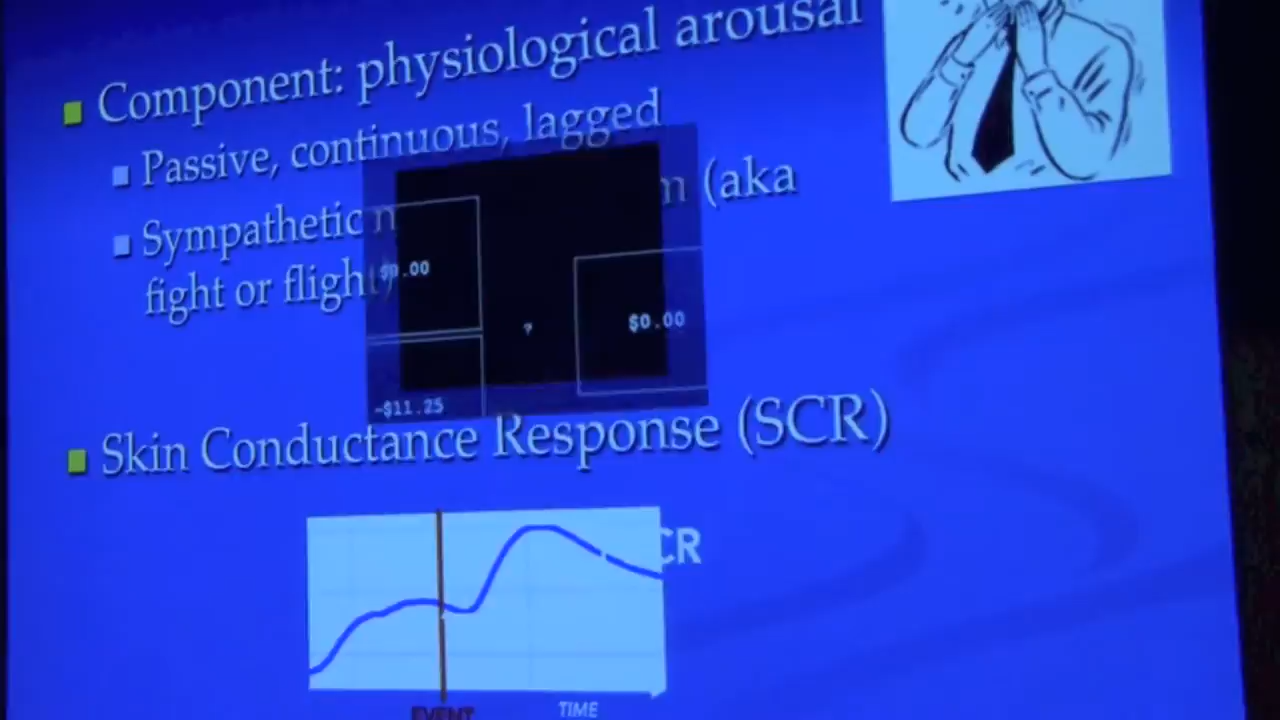 Component: physiological arousal
Passive, continuous, lagged
Sympathetic n m (aka
fight or flight)
$0.00
$0.00
?
-$11.25
Skin Conductance Response (SCR)
CR
EVENT
TIME